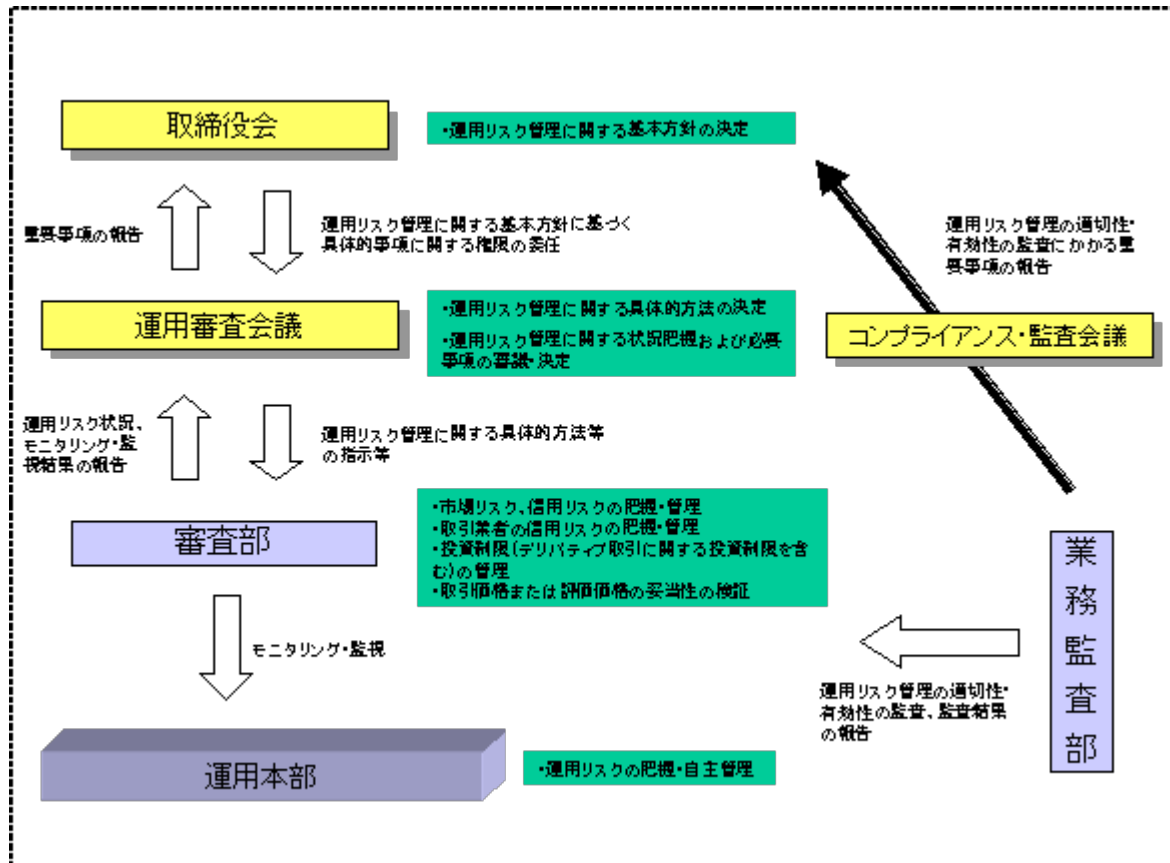 取締役会
・運用リスク管理に関する基本方針の決定
重要事項の報告
運用リスク管理に関する基本方針に基づく
具体的事項に関する権限の委任
運用リスク管理の適切性・
有効性の監査にかかる重
要事項の報告
運用審査会議
・運用リスク管理に関する具体的方法の決定
・運用リスク管理に関する状況把握および必要
事項の審議・決定
コンプライアンス・監査会議
運用リスク状況、
モニタリング・監
視結果の報告
運用リスク管理に関する具体的方法等
の指示等
審査部
・市場リスク、信用リスクの把握・管理
・取引業者の信用リスクの把握・管理
・投資制限(デリバティブ取引に関する投資制限を含
む)の管理
・取引価格または評価価格の妥当性の検証
業務監査部
モニタリング・監視
運用リスク管理の適切性・
有効性の監査、監査結果
の報告
運用本部
・運用リスクの把握・自主管理